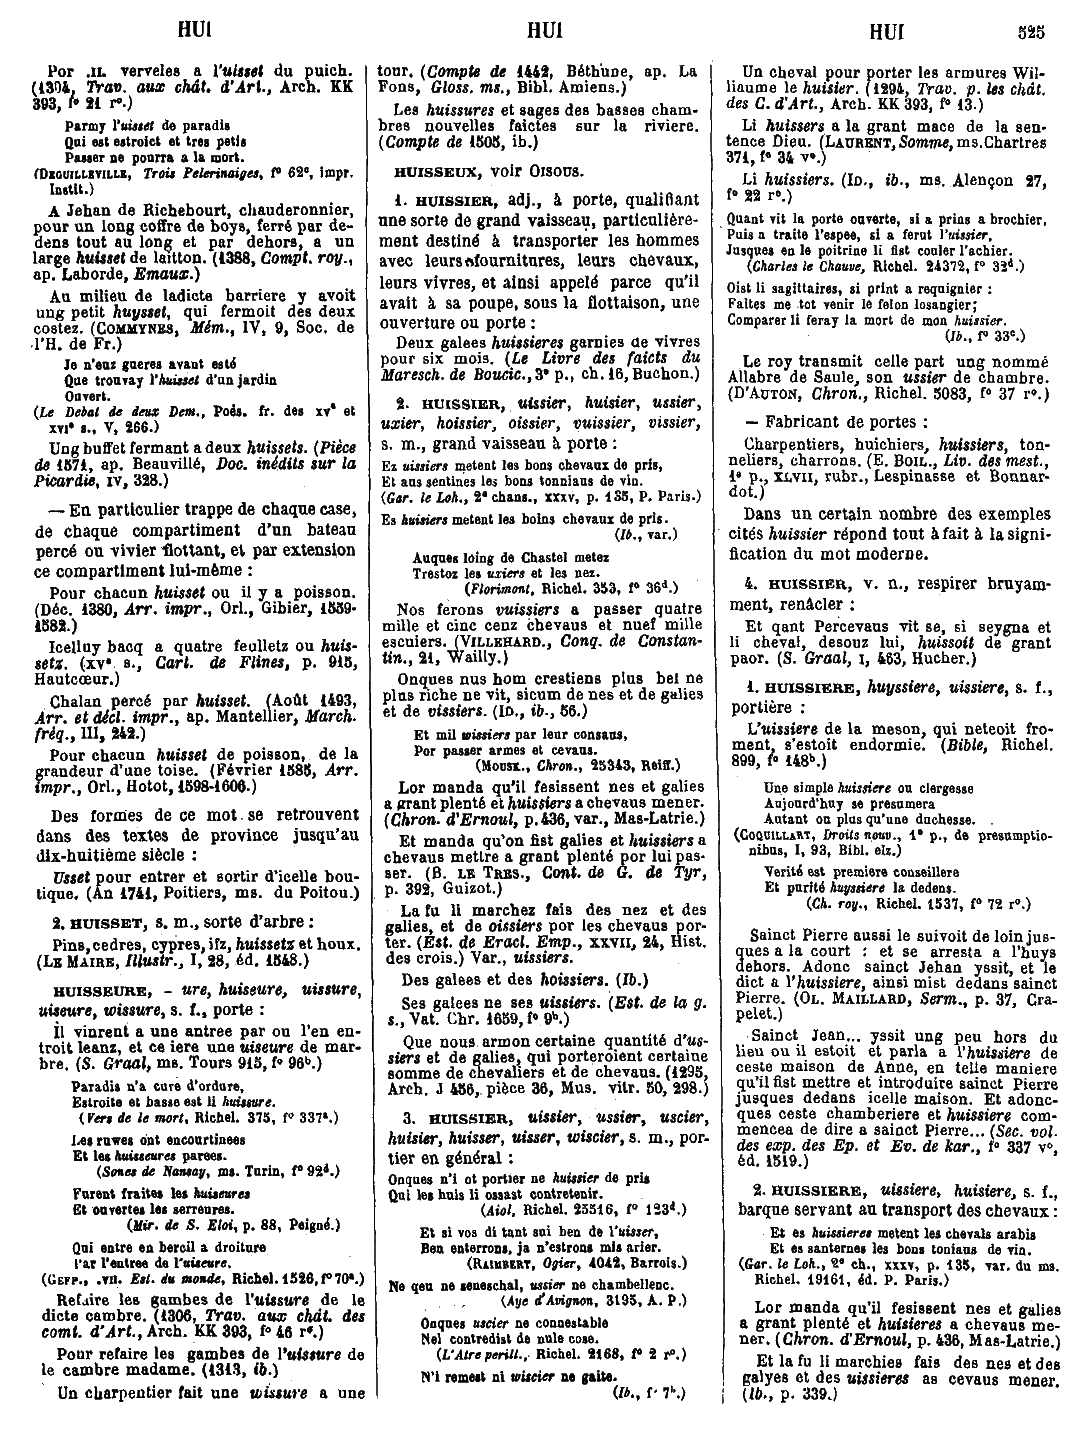 HUI
HUI
HUI
525
Por .II. verveles a l'uisset du puich.
(1304, Trav. aux chât. d'Art., Arch. KK
393, f° 21 r°.)
Parmy l'uisset de paradis
Qui est estroict et tres petis
Passer ne pourra a la mort.
(DEGUILLEVILLE, Trois Pelerinaiges, f° 62ᵃ, impr.
Instit.)
A Jehan de Richebourt, chauderonnier,
pour un long coffre de boys, ferré par de-
dens tout au long et par dehors, a un
large huisset de laitton. (1388, Compt. roy.,
ap. Laborde, Emaux.)
Au milieu de ladicte barriere y avoit
ung petit huysset, qui fermoit des deux
costez. (COMMYNES, Mém., IV, 9, Soc. de
l'H. de Fr.)
Je n'euz gueres avant esté
Que trouvay l'huisset d'un jardin
Ouvert.
(Le Debat de deux Dem., Poés. fr. des xvᵉ et
xviᵉ s., V, 266.)
Ung buffet fermant a deux huissets. (Pièce
de 1571, ap. Beauvillé, Doc. inédits sur la
Picardie, IV, 328.)
— En particulier trappe de chaque case,
de chaque compartiment d'un bateau
percé ou vivier flottant, et par extension
ce compartiment lui-même :
Pour chacun huisset ou il y a poisson.
(Déc. 1380, Arr. impr., Orl., Gibier, 1559-
1582.)
Icelluy bacq a quatre feulletz ou huis-
setz. (xvᵉ s., Cart. de Flines, p. 915,
Hautcœur.)
Chalan percé par huisset. (Août 1493,
Arr. et décl. impr., ap. Mantellier, March.
fréq., III, 242.)
Pour chacun huisset de poisson, de la
grandeur d'une toise. (Février 1585, Arr.
impr., Orl., Hotot, 1598-1606.)
Des formes de ce mot se retrouvent
dans des textes de province jusqu'au
dix-huitième siècle :
Usset pour entrer et sortir d'icelle bou-
tique. (An 1741, Poitiers, ms. du Poitou.)
2. HUISSET, s. m., sorte d'arbre :
Pins, cedres, cypres, ifz, huissetz et houx.
(LE MAIRE, Illustr., I, 28, éd. 1548.)
HUISSEURE, - ure, huiseure, uissure,
uiseure, wissure, s. f., porte :
Il vinrent a une antree par ou l'en en-
troit leanz, et ce iere une uiseure de mar-
bre. (S. Graal, ms. Tours 915, f° 96ᵇ.)
Paradis n'a cure d'ordure,
Estroite et basse est li huissure.
(Vers de le mort, Richel. 375, f° 337ᵃ.)
Les ruwes ont encourtinees
Et les huisseures parees.
(Sones de Nansay, ms. Turin, f° 92ᵈ.)
Furent fraites les huiseures
Et ouvertes les serreures.
(Mir. de S. Eloi, p. 88, Peigné.)
Qui entre en bercil a droiture
Par l'entree de l'uiseure.
(GEFF., .VII. Est. du monde, Richel. 1526, f° 70ᵃ.)
Refaire les gambes de l'uissure de le
dicte cambre. (1306, Trav. aux chât. des
comt. d'Art., Arch. KK 393, f° 46 r°.)
Pour refaire les gambes de l'uissure de
le cambre madame. (1313, ib.)
Un charpentier fait une wissure a une
tour. (Compte de 1442, Béthune, ap. La
Fons, Gloss. ms., Bibl. Amiens.)
Les huissures et sages des basses cham-
bres nouvelles faictes sur la riviere.
(Compte de 1505, ib.)
HUISSEUX, voir OISOUS.
1. HUISSIER, adj., à porte, qualifiant
une sorte de grand vaisseau, particulière-
ment destiné à transporter les hommes
avec leurs fournitures, leurs chevaux,
leurs vivres, et ainsi appelé parce qu'il
avait à sa poupe, sous la flottaison, une
ouverture ou porte :
Deux galees huissieres garnies de vivres
pour six mois. (Le Livre des faicts du
Maresch. de Boucic., 3ᵉ p., ch. 16, Buchon.)
2. HUISSIER, uissier, huisier, ussier,
uxier, hoissier, oissier, vuissier, vissier,
s. m., grand vaisseau à porte :
Ez uissiers metent les bons chevaux de pris,
Et ans sentines les bons tonniaus de vin.
(Gar. le Loh., 2ᵉ chans., xxxv, p. 135, P. Paris.)
Es huisiers metent les boins chevaux de pris.
(Ib., var.)
Auques loing de Chastel metez
Trestoz les uxiers et les nez.
(Florimont, Richel. 353, f° 36ᵈ.)
Nos ferons vuissiers a passer quatre
mille et cinc cenz chevaus et nuef mille
escuiers. (VILLEHARD., Conq. de Constan-
tin., 21, Wailly.)
Onques nus hom crestiens plus bel ne
plus riche ne vit, sicum de nes et de galies
et de vissiers. (ID., ib., 56.)
Et mil wissiers par leur consaus,
Por passer armes et cevaus.
(MOUSK., Chron., 25343, Reiff.)
Lor manda qu'il fesissent nes et galies
a grant plenté et huissiers a chevaus mener.
(Chron. d'Ernoul, p. 436, var., Mas-Latrie.)
Et manda qu'on fist galies et huissiers a
chevaus mettre a grant plenté por lui pas-
ser. (B. LE TRES., Cont. de G. de Tyr,
p. 392, Guizot.)
La fu li marchez fais des nez et des
galies, et de oissiers por les chevaus por-
ter. (Est. de Eracl. Emp., XXVII, 24, Hist.
des crois.) Var., uissiers.
Des galees et des hoissiers. (Ib.)
Ses galees ne ses uissiers. (Est. de la g.
s., Vat. Chr. 1659, f° 9ᵇ.)
Que nous armon certaine quantité d'us-
siers et de galies, qui porteroient certaine
somme de chevaliers et de chevaus. (1295,
Arch. J 456, pièce 36, Mus. vitr. 50, 298.)
3. HUISSIER, uissier, ussier, uscier,
huisier, huisser, uisser, wiscier, s. m., por-
tier en général :
Onques n'i ot portier ne huissier de pris
Qui les huis li ossast contretenir.
(Aiol, Richel. 25516, f° 123ᵈ.)
Et si vos di tant sui ben de l'uisser,
Ben enterrons, ja n'estrons mis arier.
(RAIMBERT, Ogier, 4042, Barrois.)
Ne qeu ne seneschal, ussier ne chambellenc.
(Aye d'Avignon, 3195, A. P.)
Onques uscier ne connestable
Nel contredist de nule cose.
(L'Atre perill., Richel. 2168, f° 2 r°.)
N'i remest ni wiscier ne gaite.
(Ib., f° 7ᵇ.)
Un cheval pour porter les armures Wil-
liaume le huisier. (1294, Trav. p. les chât.
des C. d'Art., Arch. KK 393, f° 13.)
Li huissers a la grant mace de la sen-
tence Dieu. (LAURENT, Somme, ms. Chartres
371, f° 34 v°.)
Li huissiers. (ID., ib., ms. Alençon 27,
f° 22 r°.)
Quant vit la porte ouverte, si a prins a brochier,
Puis a traite l'espee, si a ferut l'uissier,
Jusques en le poitrine li fist couler l'achier.
(Charles le Chauve, Richel. 24372, f° 32ᵈ.)
Oist li sagittaires, si print a requignier :
Faites me tot venir le felon losangier;
Comparer li feray la mort de mon huissier.
(Ib., f° 33ᶜ.)
Le roy transmit celle part ung nommé
Allabre de Saule, son ussier de chambre.
(D'AUTON, Chron., Richel. 5083, f° 37 r°.)
— Fabricant de portes :
Charpentiers, huichiers, huissiers, ton-
neliers, charrons. (E. BOIL., Liv. des mest.,
1ᵉ p., XLVII, rubr., Lespinasse et Bonnar-
dot.)
Dans un certain nombre des exemples
cités huissier répond tout à fait à la signi-
fication du mot moderne.
4. HUISSIER, v. n., respirer bruyam-
ment, renâcler :
Et qant Percevaus vit se, si seygna et
li cheval, desouz lui, huissoit de grant
paor. (S. Graal, I, 463, Hucher.)
1. HUISSIERE, huyssiere, uissiere, s. f.,
portière :
L'uissiere de la meson, qui neteoit fro-
ment, s'estoit endormie. (Bible, Richel.
899, f° 148ᵇ.)
Une simple huissiere ou clergesse
Aujourd'huy se presumera
Autant ou plus qu'une duchesse.
(COQUILLART, Droits nouv., 1ᵉ p., de presumptio-
nibus, I, 93, Bibl. elz.)
Verité est premiere conseillere
Et purité huyssiere la dedens.
(Ch. roy., Richel. 1537, f° 72 r°.)
Sainct Pierre aussi le suivoit de loin jus-
ques a la court : et se arresta a l'huys
dehors. Adonc sainct Jehan yssit, et le
dict a l'huissiere, ainsi mist dedans sainct
Pierre. (OL. MAILLARD, Serm., p. 37, Cra-
pelet.)
Sainct Jean... yssit ung peu hors du
lieu ou il estoit et parla a l'huissiere de
ceste maison de Anne, en telle maniere
qu'il fist mettre et introduire sainct Pierre
jusques dedans icelle maison. Et adonc-
ques ceste chamberiere et huissiere com-
mencea de dire a sainct Pierre... (Sec. vol.
des exp. des Ep. et Ev. de kar., f° 337 v°,
éd. 1519.)
2. HUISSIERE, uissiere, huisiere, s. f.,
barque servant au transport des chevaux :
Et es huissieres metent les chevals arabis
Et es santernes les bons toniaus de vin.
(Gar. le Loh., 2ᵉ ch., xxxv, p. 135, var. du ms.
Richel. 19161, éd. P. Paris.)
Lor manda qu'il fesissent nes et galies
a grant plenté et huisieres a chevaus me-
ner. (Chron. d'Ernoul, p. 436, Mas-Latrie.)
Et la fu li marchies fais des nes et des
galyes et des uissieres as cevaus mener.
(Ib., p. 339.)